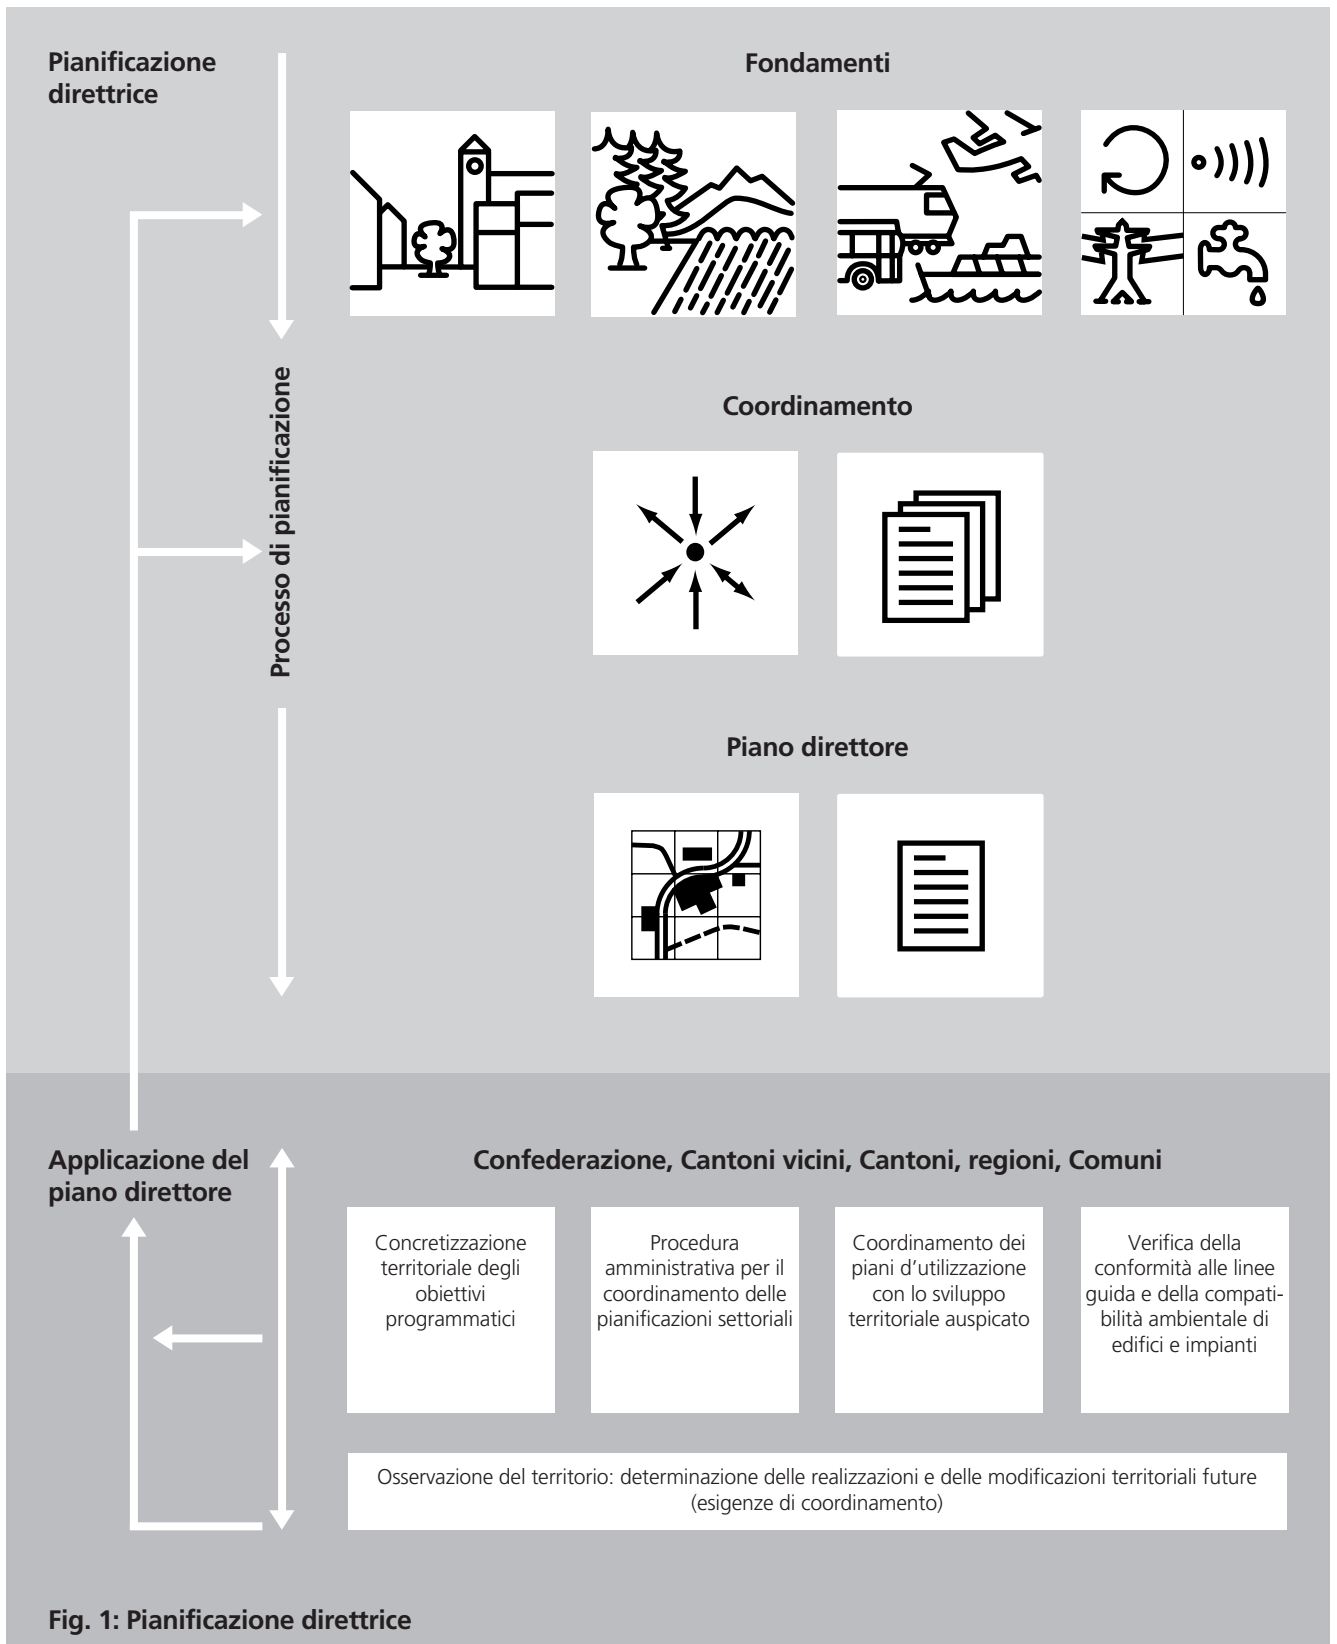 Pianificazione
direttrice
Fondamenti
Processo di pianificazione
Coordinamento
Piano direttore
Applicazione del
piano direttore
Confederazione, Cantoni vicini, Cantoni, regioni, Comuni
Concretizzazione
territoriale degli
obiettivi
programmatici
Procedura
amministrativa per il
coordinamento delle
pianificazioni settoriali
Coordinamento dei
piani d’utilizzazione
con lo sviluppo
territoriale auspicato
Verifica della
conformità alle linee
guida e della compati-
bilità ambientale di
edifici e impianti
Osservazione del territorio: determinazione delle realizzazioni e delle modificazioni territoriali future
(esigenze di coordinamento)
Fig. 1: Pianificazione direttrice